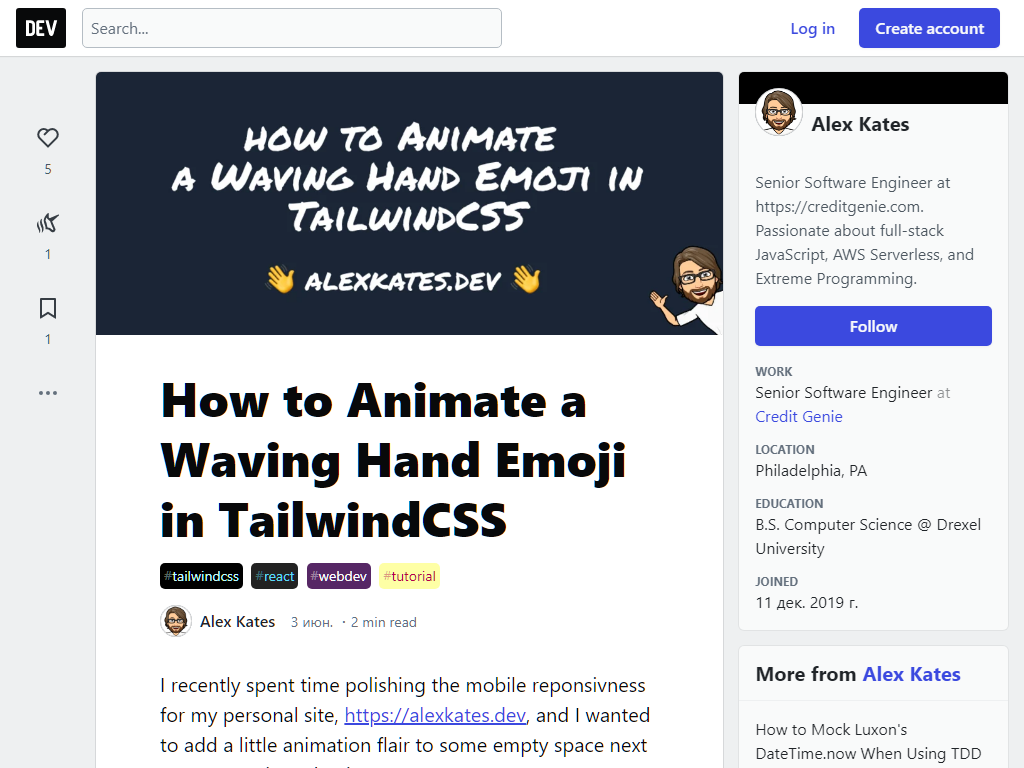 DEV
Search...
Log in
Create account
5
1
1
HOW TO ANIMATE
A WAVING HAND EMOJI IN
TAILWINDCSS
👋 ALEXKATES.DEV 👋
How to Animate a
Waving Hand Emoji
in TailwindCSS
#tailwindcss #react #webdev #tutorial
Alex Kates 3 июн. · 2 min read
I recently spent time polishing the mobile reponsivness
for my personal site, https://alexkates.dev, and I wanted
to add a little animation flair to some empty space next
Alex Kates
Senior Software Engineer at
https://creditgenie.com.
Passionate about full-stack
JavaScript, AWS Serverless, and
Extreme Programming.
Follow
WORK
Senior Software Engineer at
Credit Genie
LOCATION
Philadelphia, PA
EDUCATION
B.S. Computer Science @ Drexel
University
JOINED
11 дек. 2019 г.
More from Alex Kates
How to Mock Luxon's
DateTime.now When Using TDD